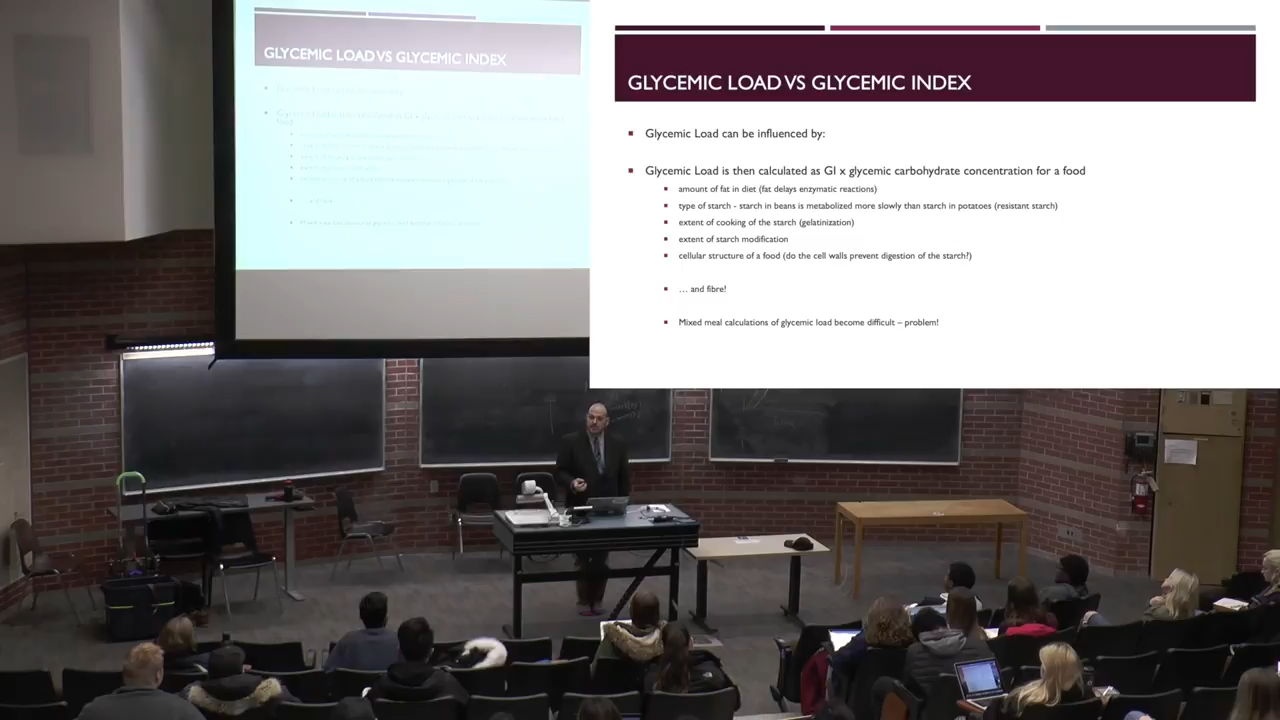 GLYCEMIC LOAD VS GLYCEMIC INDEX
GLYCEMIC LOAD VS GLYCEMIC INDEX
Glycemic Load can be influenced by:
Glycemic Load is then calculated as GI x glycemic carbohydrate concentration for a food
amount of fat in diet (fat delays enzymatic reactions)
type of starch - starch in beans is metabolized more slowly than starch in potatoes (resistant starch)
extent of cooking of the starch (gelatinization)
extent of starch modification
cellular structure of a food (do the cell walls prevent digestion of the starch?)
… and fibre!
Mixed meal calculations of glycemic load become difficult – problem!